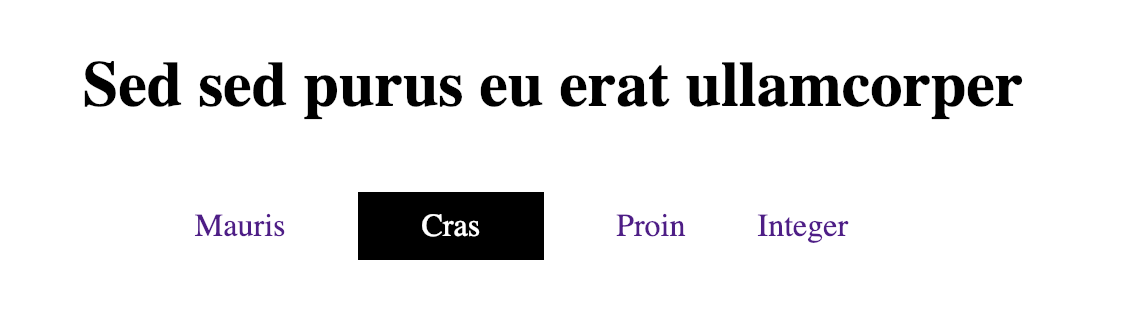 Sed sed purus eu erat ullamcorper
Mauris Cras Proin Integer